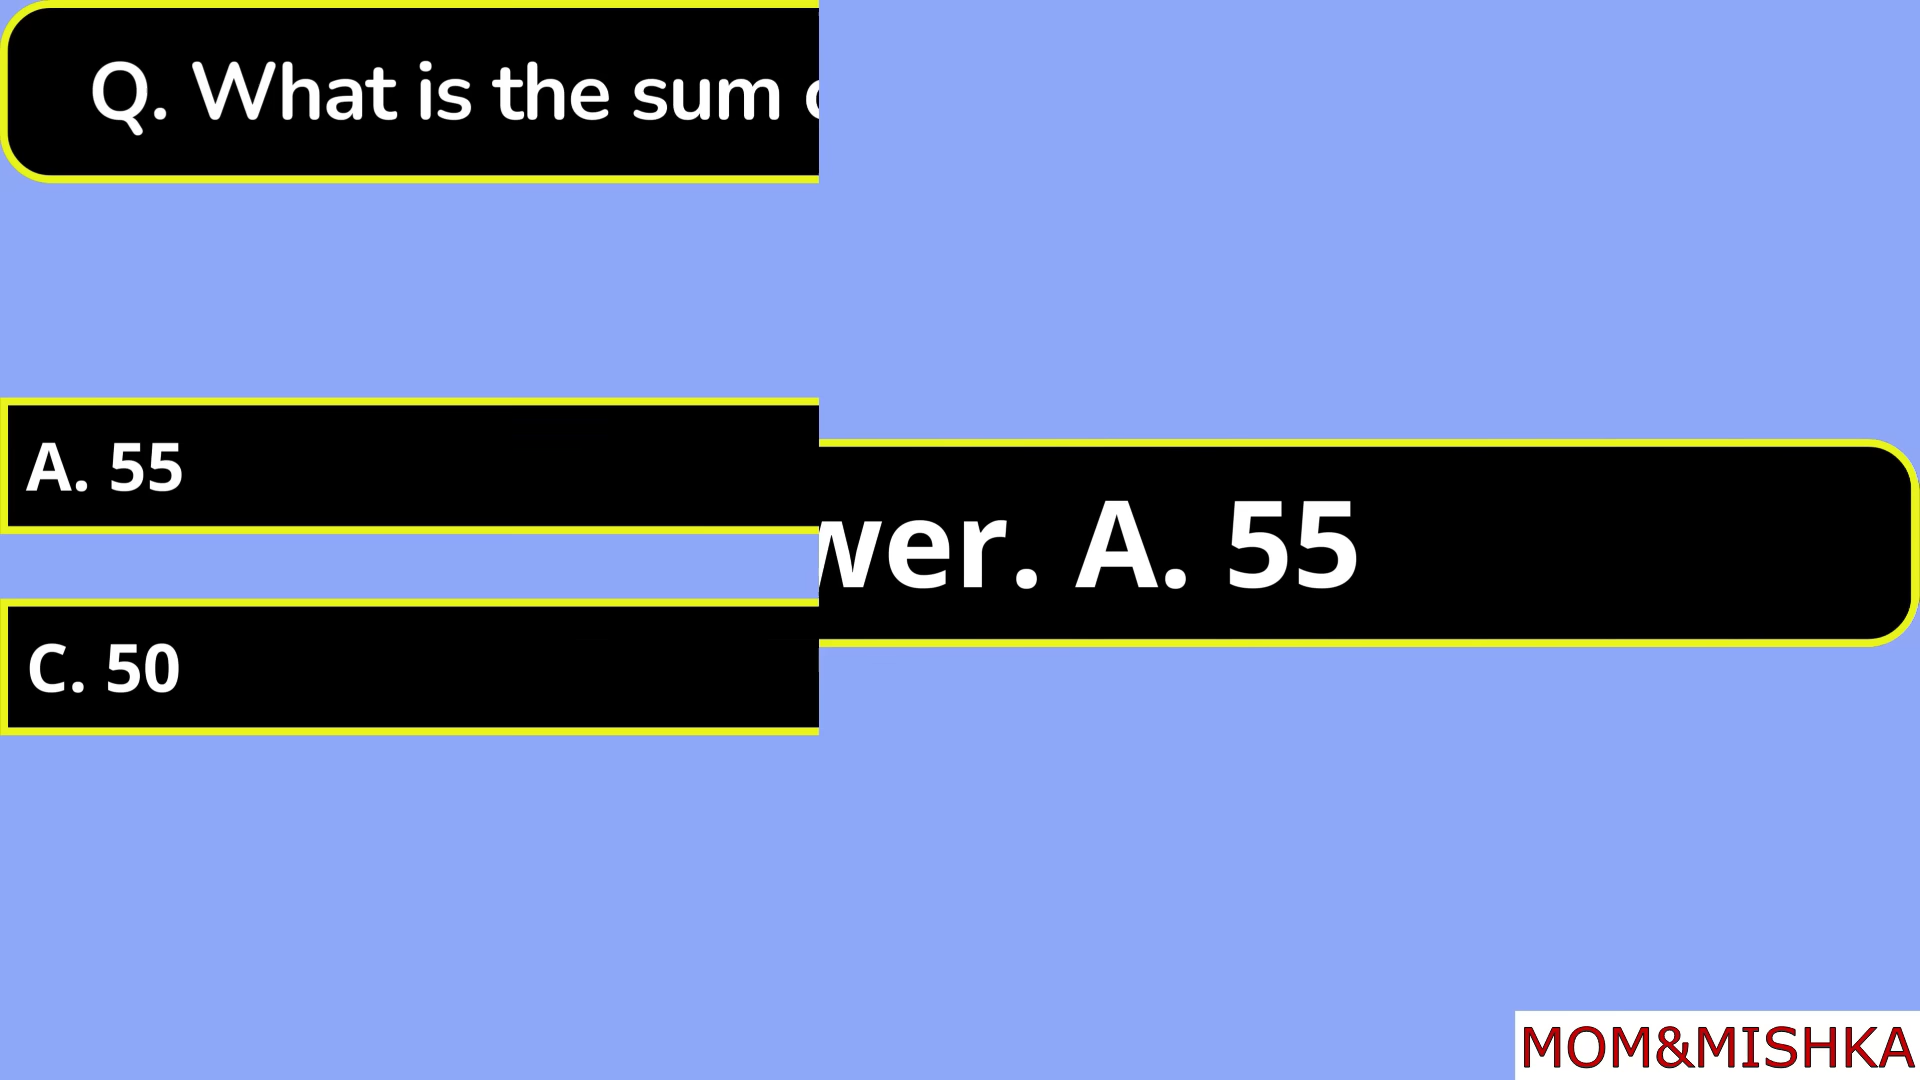 Q. What is the sum
A. 55
C. 50
wer. A. 55
MOM&MISHKA